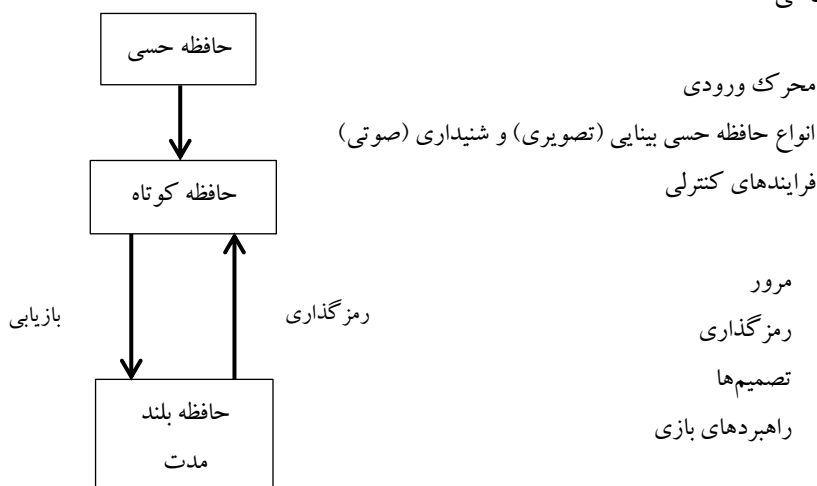 حافظه حسی
محرک ورودی
انواع حافظه حسی بینایی (تصویری) و شنیداری (صوتی)
فرایندهای کنترلی
حافظه کوتاه
مرور
رمزگذاری
بازیابی
رمزگذاری
تصمیم‌ها
راهبردهای بازی
حافظه بلند
مدت